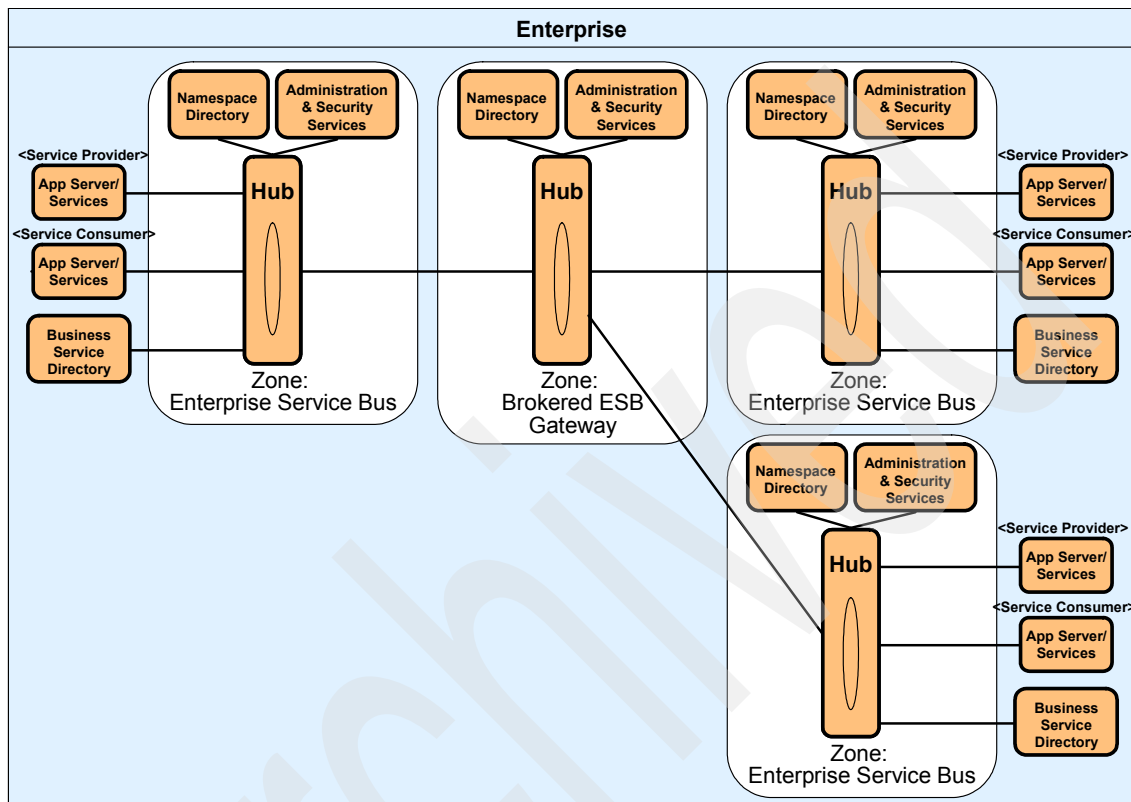 Enterprise
Namespace
Directory
Administration
& Security
Services
Namespace
Directory
Administration
& Security
Services
Namespace
Directory
Administration
& Security
Services
<Service Provider>
App Server/
Services
<Service Consumer>
App Server/
Services
Business
Service
Directory
Hub
Zone:
Enterprise Service Bus
Hub
Zone:
Brokered ESB
Gateway
Hub
Zone:
Enterprise Service Bus
<Service Provider>
App Server/
Services
<Service Consumer>
App Server/
Services
Business
Service
Directory
Namespace
Directory
Administration
& Security
Services
Hub
Zone:
Enterprise Service Bus
<Service Provider>
App Server/
Services
<Service Consumer>
App Server/
Services
Business
Service
Directory